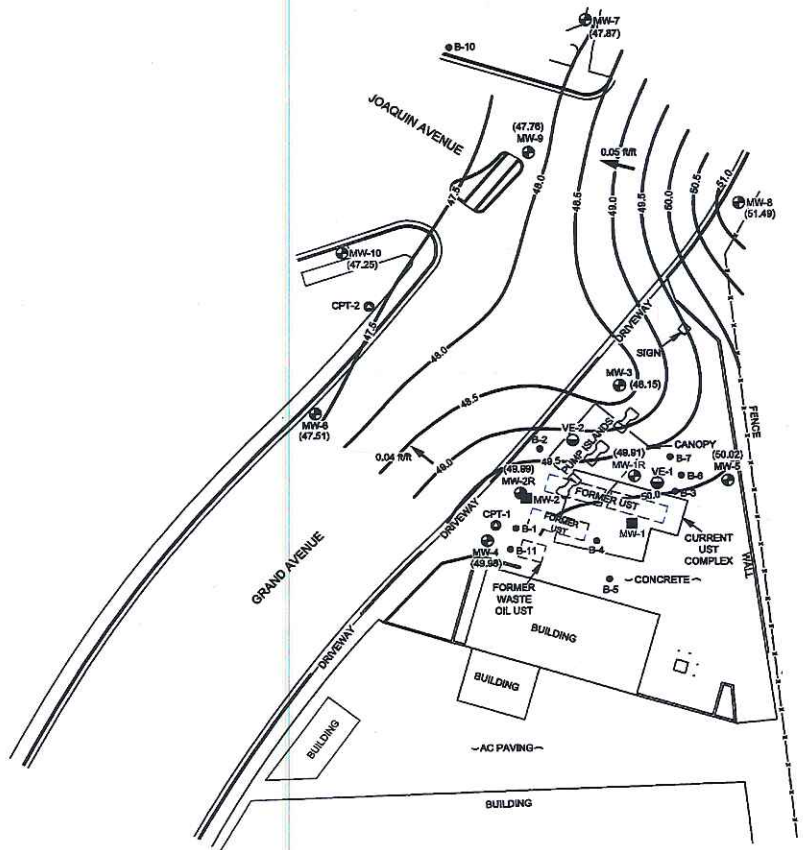 MW-7
(47.87)
B-10
JOAQUIN AVENUE
(47.76)
MW-9
0.05 ft/ft
47.5
48.0
48.5
49.0
49.5
50.0
50.5
51.0
MW-8
(51.49)
MW-10
(47.25)
CPT-2
47.5
DRIVEWAY
SIGN
48.0
MW-3
(48.15)
48.5
MW-6
(47.51)
0.04 ft/ft
49.0
VE-2
B-2
PUMP ISLANDS
CANOPY
FENCE
49.5
(49.91)
MW-1R
B-7
VE-1
B-6
(50.02)
MW-5
B-3
50.0
MW-2R
MW-2
FORMER UST
FORMER
UST
CPT-1
B-1
MW-1
DRIVEWAY
MW-4
(49.98)
B-11
B-4
CURRENT
UST
COMPLEX
WALL
GRAND AVENUE
FORMER
WASTE
OIL UST
B-5
CONCRETE
BUILDING
DRIVEWAY
BUILDING
BUILDING
AC PAVING
BUILDING